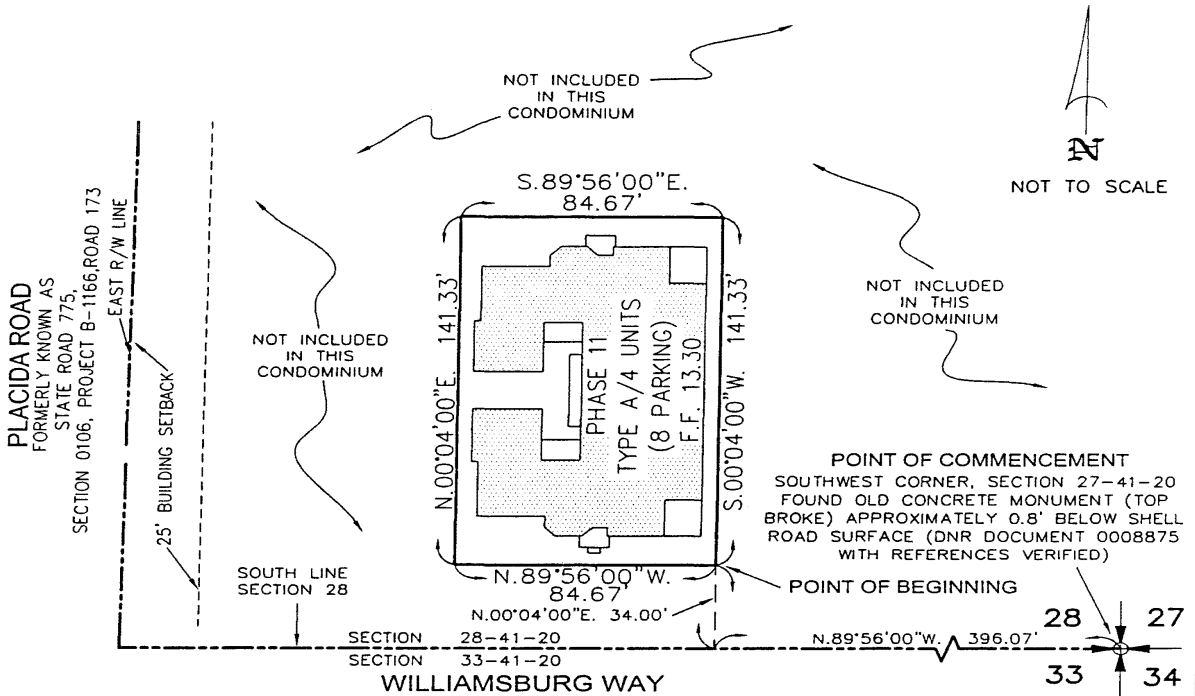 NOT INCLUDED
IN THIS
CONDOMINIUM
N
NOT TO SCALE
S.89°56'00"E.
84.67'
PLACIDA ROAD
FORMERLY KNOWN AS
STATE ROAD 775,
SECTION 0106, PROJECT B-1166,ROAD 173
EAST R/W LINE
25' BUILDING SETBACK
NOT INCLUDED
IN THIS
CONDOMINIUM
N.00°04'00"E. 141.33'
PHASE 11
TYPE A/4 UNITS
(8 PARKING)
F.F. 13.30
S.00°04'00"W. 141.33'
NOT INCLUDED
IN THIS
CONDOMINIUM
POINT OF COMMENCEMENT
SOUTHWEST CORNER, SECTION 27-41-20
FOUND OLD CONCRETE MONUMENT (TOP
BROKE) APPROXIMATELY 0.8' BELOW SHELL
ROAD SURFACE (DNR DOCUMENT 0008875
WITH REFERENCES VERIFIED)
N.89°56'00"W.
84.67'
POINT OF BEGINNING
SOUTH LINE
SECTION 28
N.00°04'00"E. 34.00'
SECTION 28-41-20
SECTION 33-41-20
N.89°56'00"W. 396.07'
28 27
33 34
WILLIAMSBURG WAY